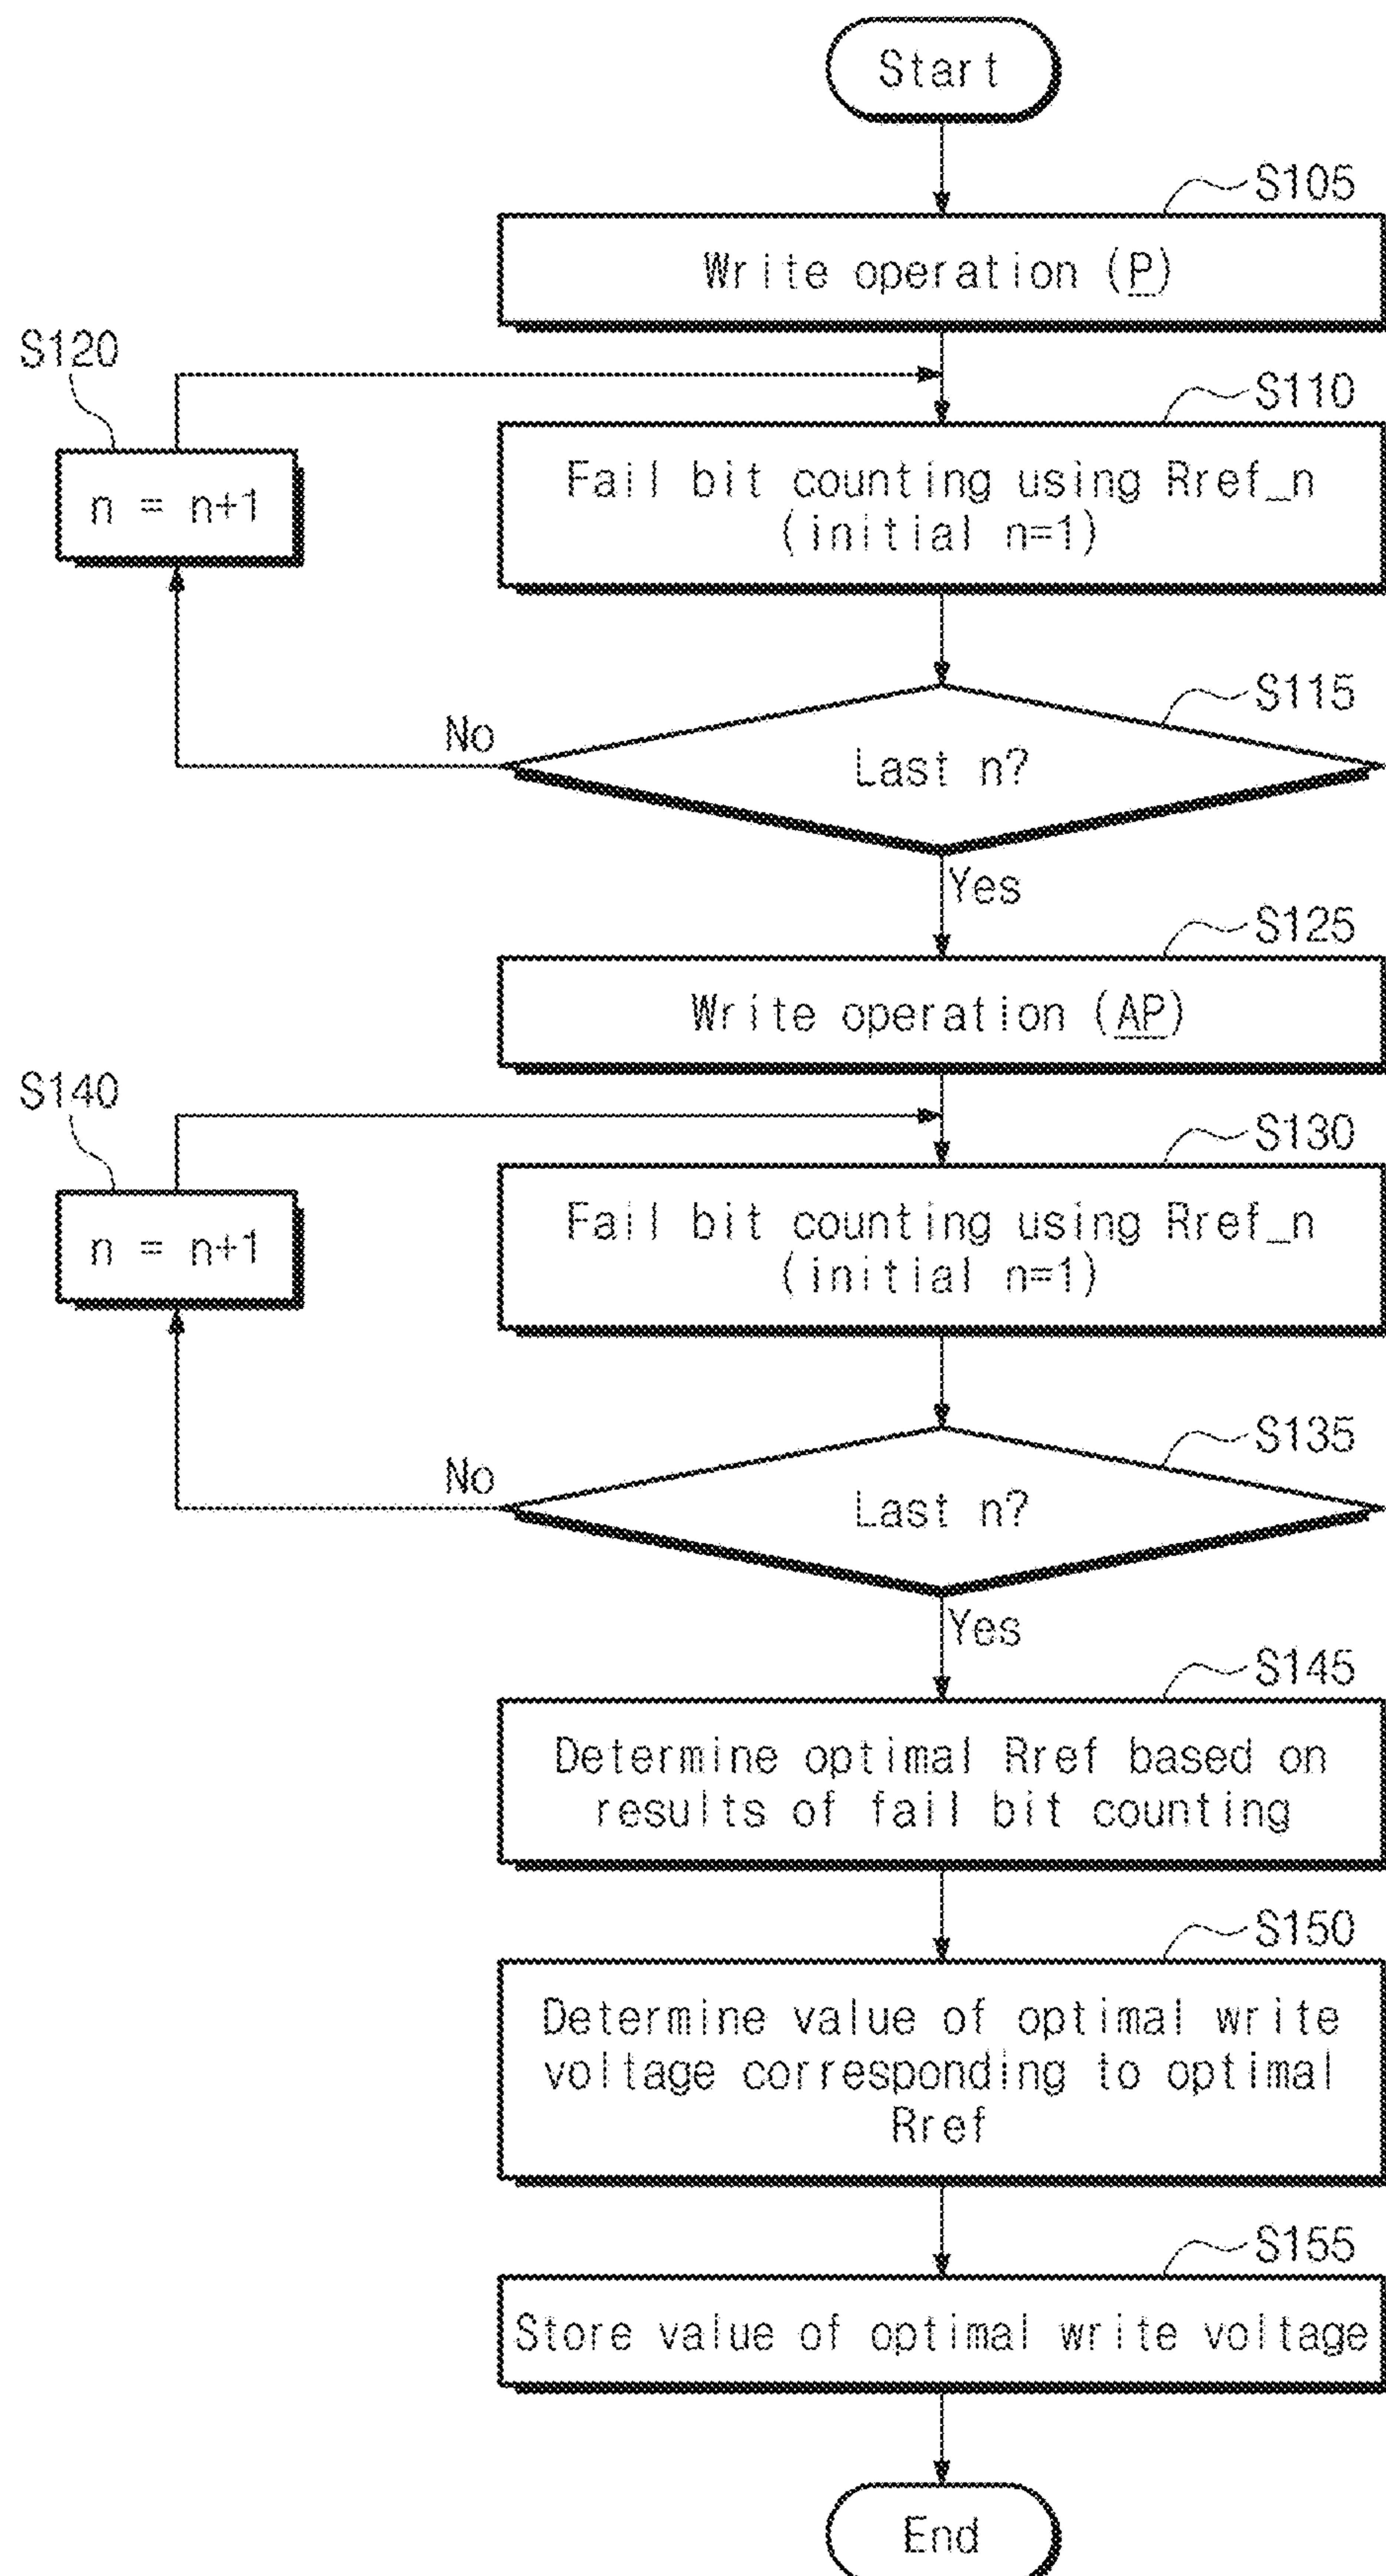 Start
S105
Write operation (P)
S120
n = n+1
S110
Fail bit counting using Rref_n
(initial n=1)
S115
No
Last n?
Yes
S125
Write operation (AP)
S140
n = n+1
S130
Fail bit counting using Rref_n
(initial n=1)
S135
No
Last n?
Yes
S145
Determine optimal Rref based on
results of fail bit counting
S150
Determine value of optimal write
voltage corresponding to optimal
Rref
S155
Store value of optimal write voltage
End